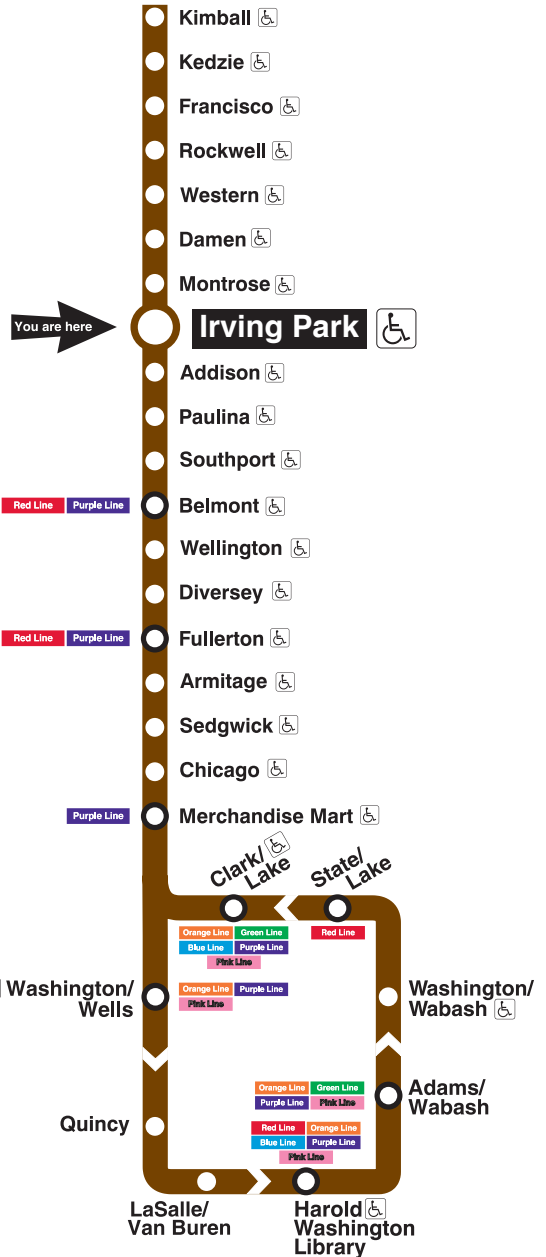 Kimball
Kedzie
Francisco
Rockwell
Western
Damen
Montrose
You are here
Irving Park
Addison
Paulina
Southport
Red Line Purple Line
Belmont
Wellington
Diversey
Red Line Purple Line
Fullerton
Armitage
Sedgwick
Chicago
Purple Line
Merchandise Mart
Clark/
Lake
State/
Lake
Orange Line Green Line
Blue Line Purple Line
Pink Line
Red Line
Washington/
Wells
Orange Line Purple Line
Pink Line
Washington/
Wabash
Orange Line Green Line
Purple Line Pink Line
Adams/
Wabash
Quincy
Red Line Orange Line
Blue Line Purple Line
Pink Line
LaSalle/
Van Buren
Harold
Washington
Library